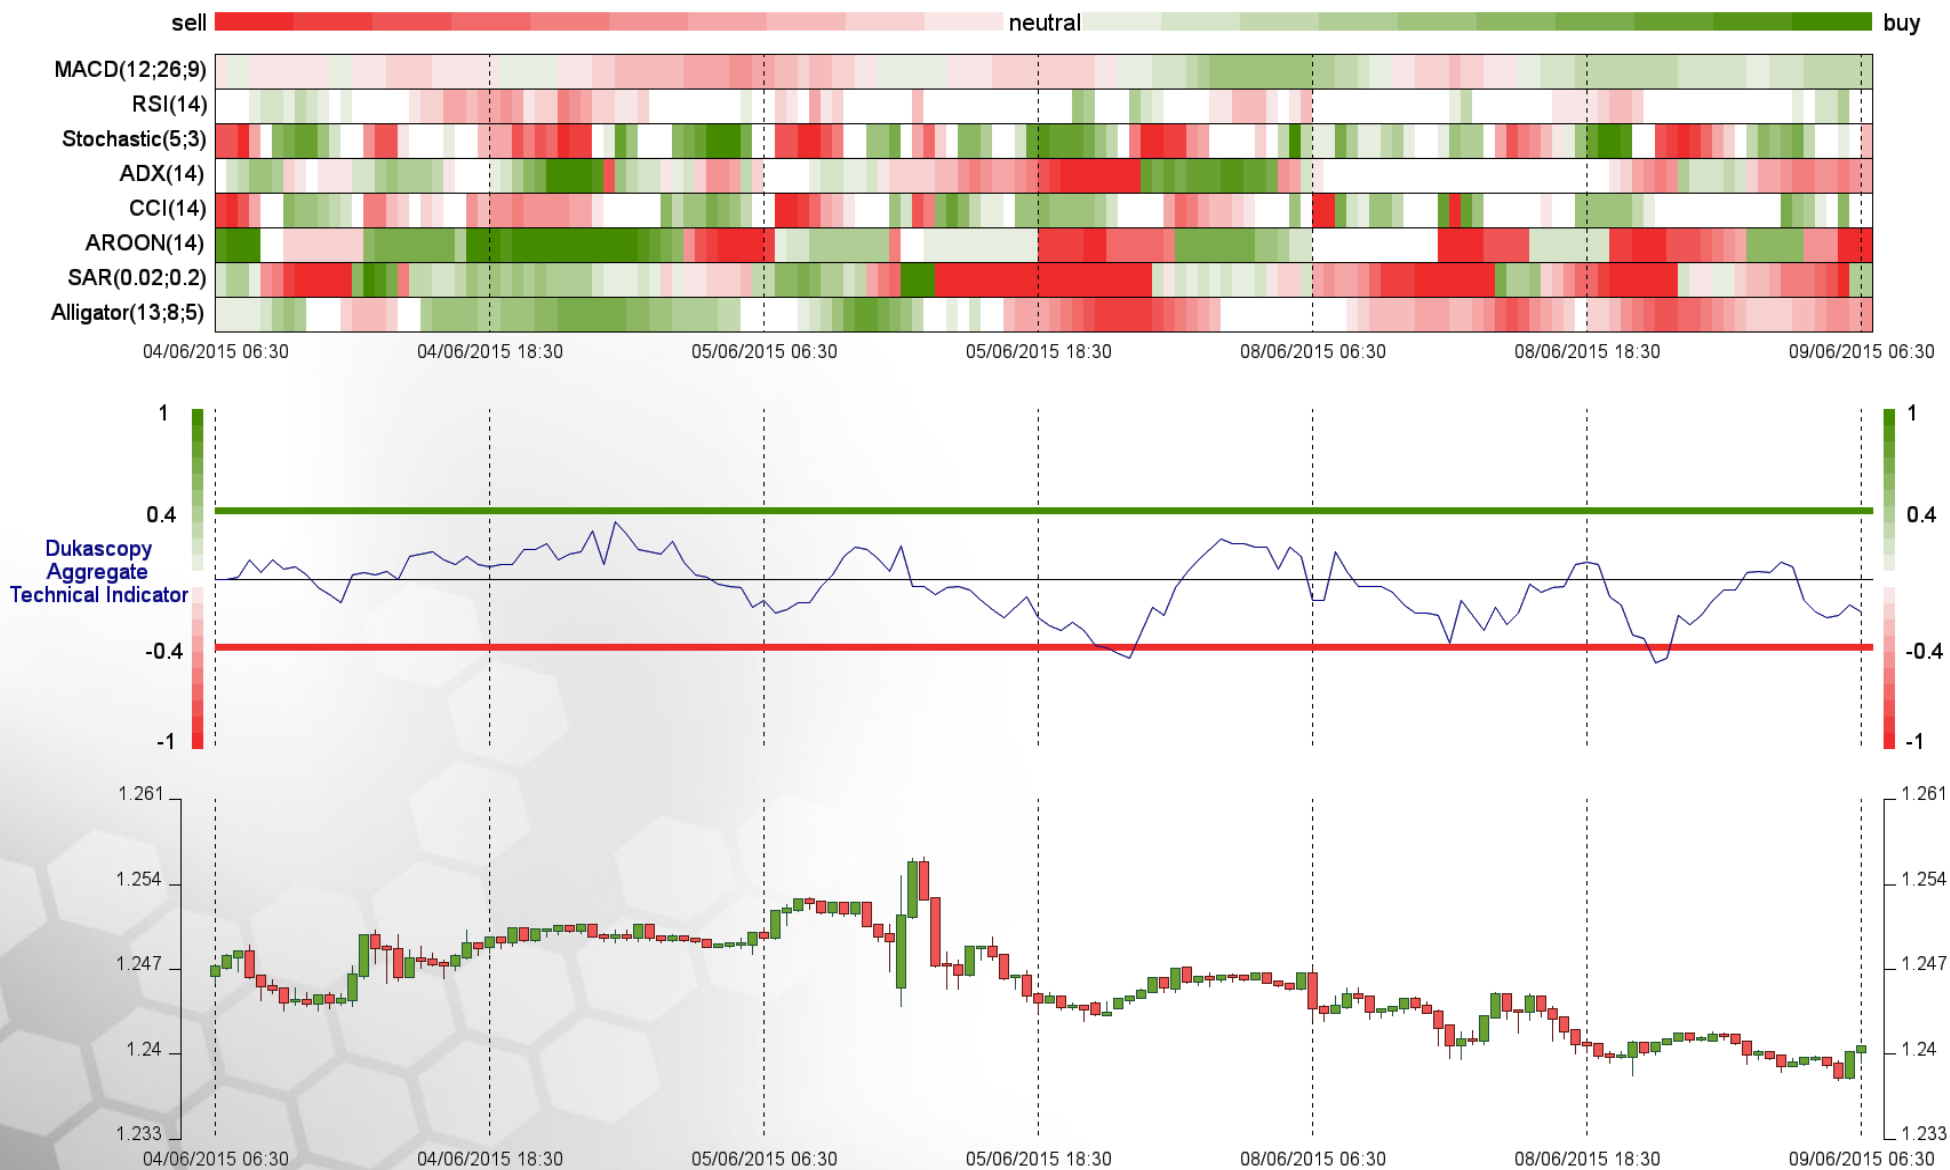 sell neutral buy
MACD(12;26;9)
RSI(14)
Stochastic(5;3)
ADX(14)
CCI(14)
AROON(14)
SAR(0.02;0.2)
Alligator(13;8;5)
04/06/2015 06:30 04/06/2015 18:30 05/06/2015 06:30 05/06/2015 18:30 08/06/2015 06:30 08/06/2015 18:30 09/06/2015 06:30
1 1
0.4 0.4
Dukascopy
Aggregate
Technical Indicator
-0.4 -0.4
-1 -1
1.261 1.261
1.254 1.254
1.247 1.247
1.24 1.24
1.233 1.233
04/06/2015 06:30 04/06/2015 18:30 05/06/2015 06:30 05/06/2015 18:30 08/06/2015 06:30 08/06/2015 18:30 09/06/2015 06:30